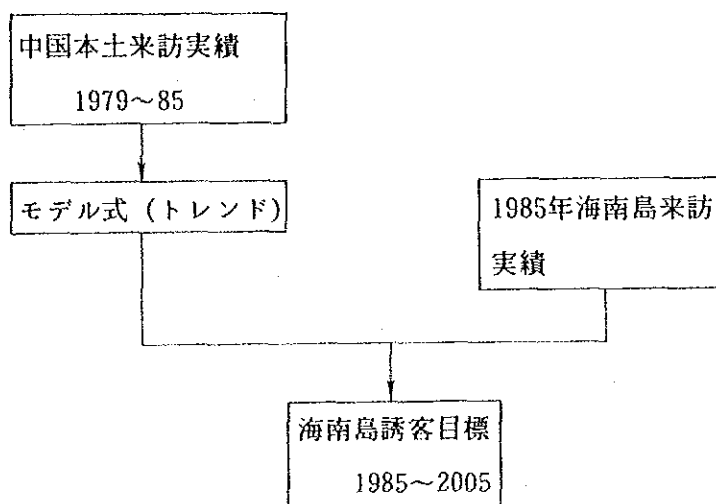 中国本土来訪実績
1979～85
モデル式（トレンド）
1985年海南島来訪
実績
海南島誘客目標
1985～2005